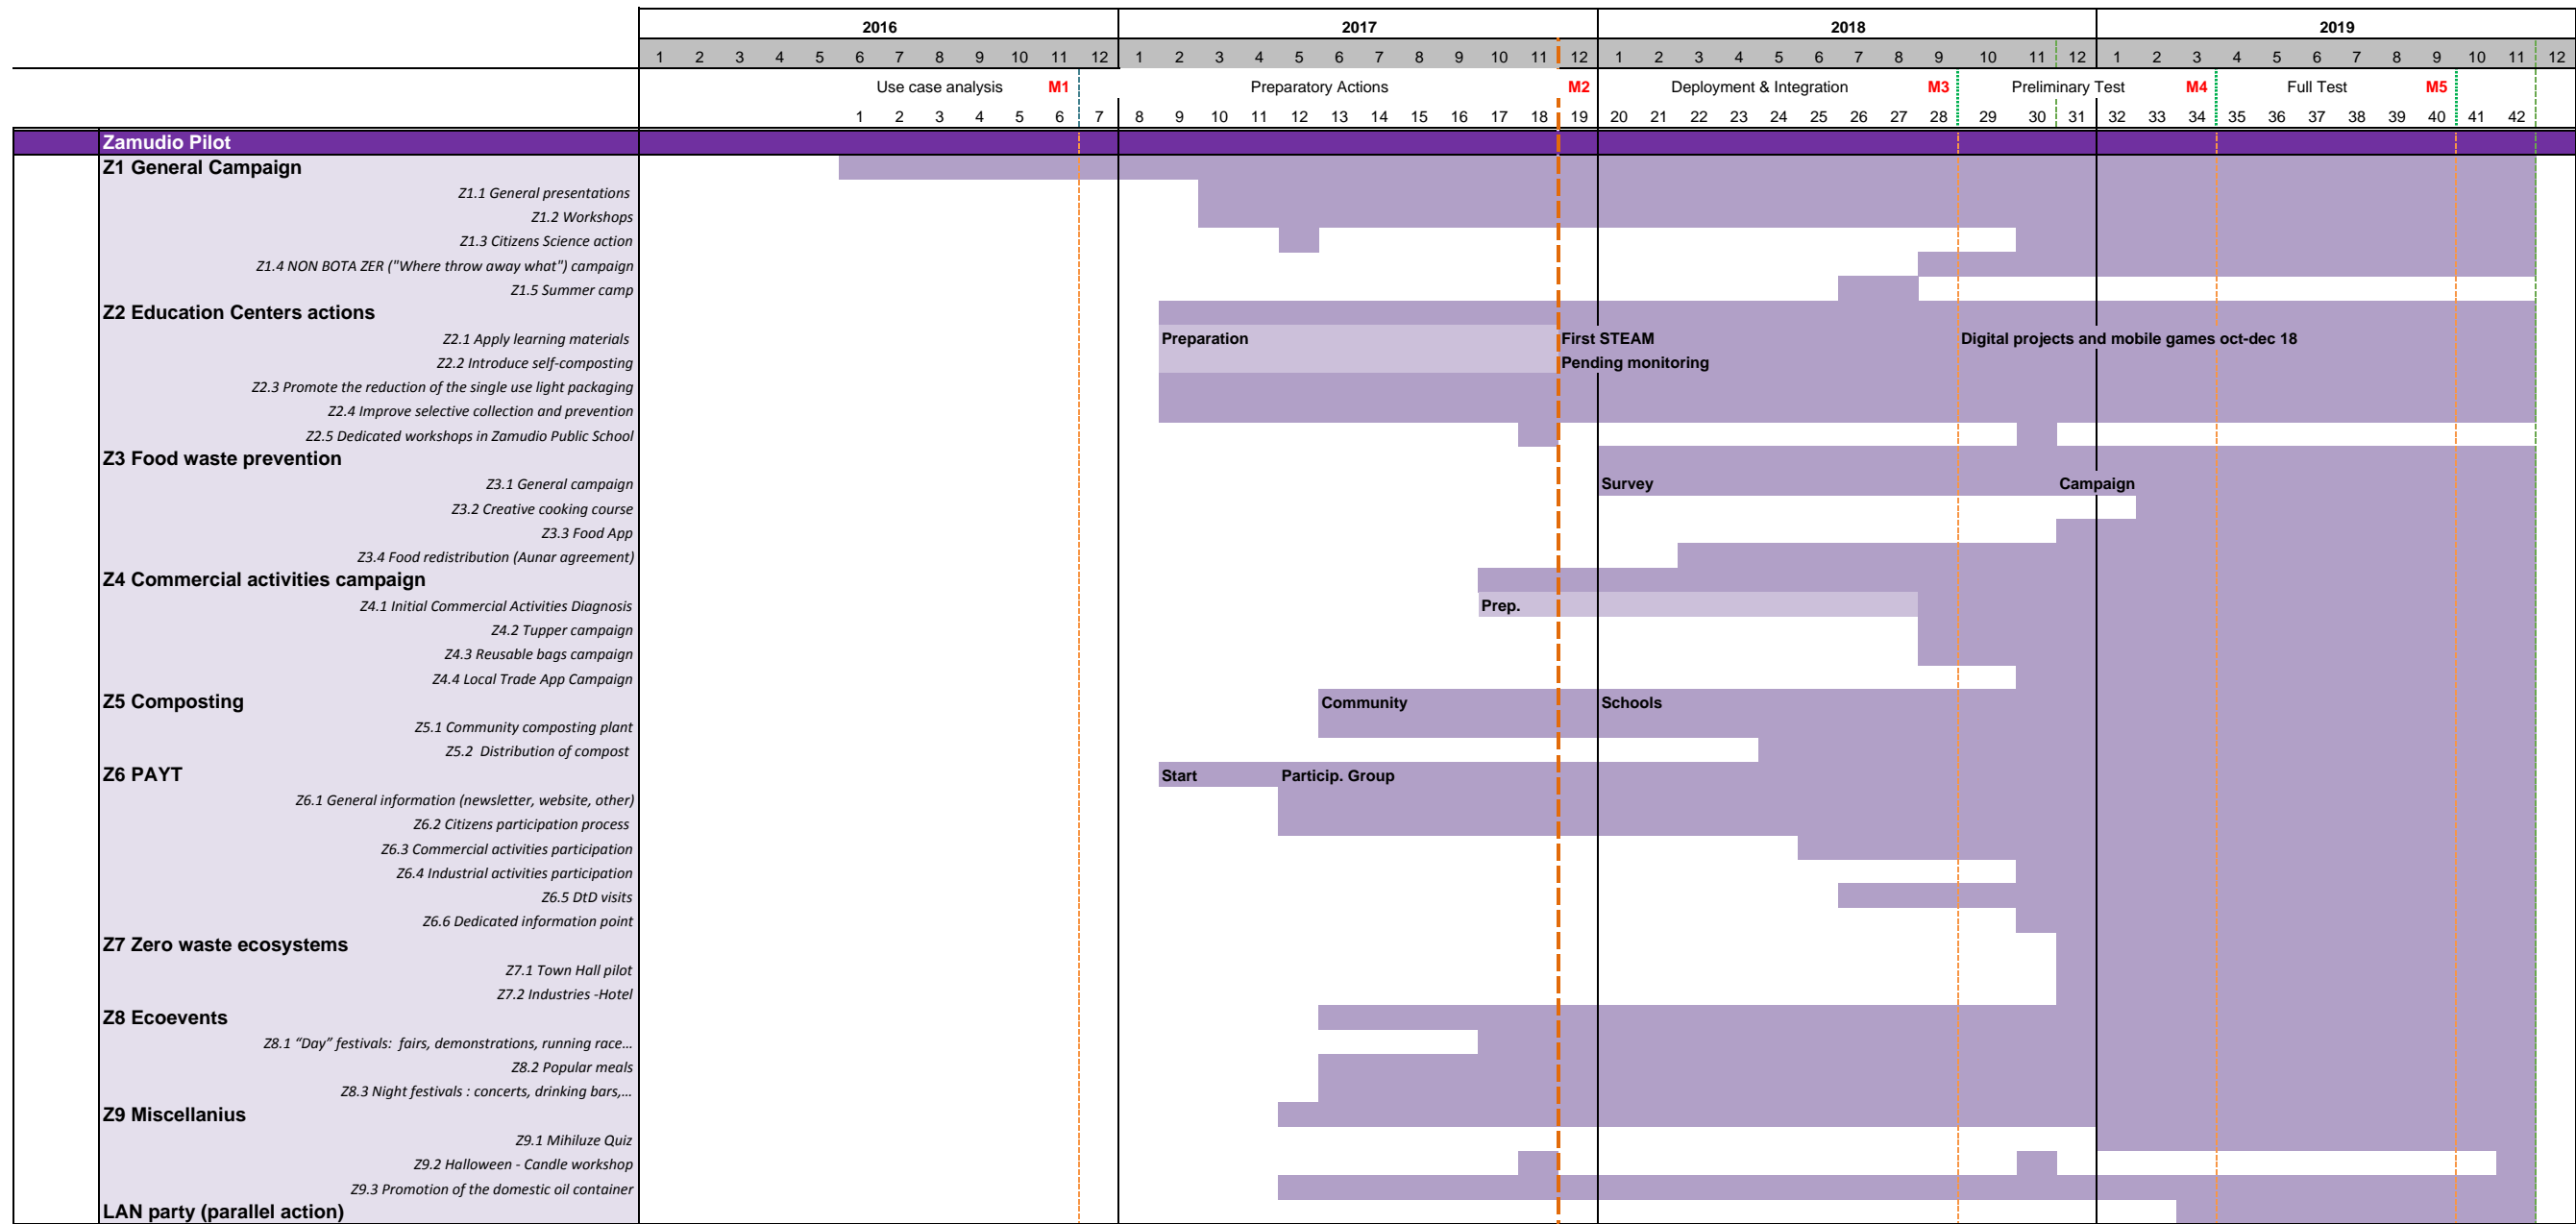 2016 2017 2018 2019
1 2 3 4 5 6 7 8 9 10 11 12 1 2 3 4 5 6 7 8 9 10 11 12 1 2 3 4 5 6 7 8 9 10 11 12 1 2 3 4 5 6 7 8 9 10 11 12
Use case analysis M1 Preparatory Actions M2 Deployment & Integration M3 Preliminary Test M4 Full Test M5
1 2 3 4 5 6 7 8 9 10 11 12 13 14 15 16 17 18 19 20 21 22 23 24 25 26 27 28 29 30 31 32 33 34 35 36 37 38 39 40 41 42
Zamudio Pilot
Z1 General Campaign
Z1.1 General presentations
Z1.2 Workshops
Z1.3 Citizens Science action
Z1.4 NON BOTA ZER ("Where throw away what") campaign
Z1.5 Summer camp
Z2 Education Centers actions
Z2.1 Apply learning materials Preparation First STEAM Digital projects and mobile games oct-dec 18
Z2.2 Introduce self-composting Pending monitoring
Z2.3 Promote the reduction of the single use light packaging
Z2.4 Improve selective collection and prevention
Z2.5 Dedicated workshops in Zamudio Public School
Z3 Food waste prevention
Z3.1 General campaign Survey Campaign
Z3.2 Creative cooking course
Z3.3 Food App
Z3.4 Food redistribution (Aunar agreement)
Z4 Commercial activities campaign
Z4.1 Initial Commercial Activities Diagnosis Prep.
Z4.2 Tupper campaign
Z4.3 Reusable bags campaign
Z4.4 Local Trade App Campaign
Z5 Composting Community Schools
Z5.1 Community composting plant
Z5.2 Distribution of compost
Z6 PAYT Start Particip. Group
Z6.1 General information (newsletter, website, other)
Z6.2 Citizens participation process
Z6.3 Commercial activities participation
Z6.4 Industrial activities participation
Z6.5 DtD visits
Z6.6 Dedicated information point
Z7 Zero waste ecosystems
Z7.1 Town Hall pilot
Z7.2 Industries -Hotel
Z8 Ecoevents
Z8.1 “Day” festivals: fairs, demonstrations, running race…
Z8.2 Popular meals
Z8.3 Night festivals : concerts, drinking bars,…
Z9 Miscellanius
Z9.1 Mihiluze Quiz
Z9.2 Halloween - Candle workshop
Z9.3 Promotion of the domestic oil container
LAN party (parallel action)